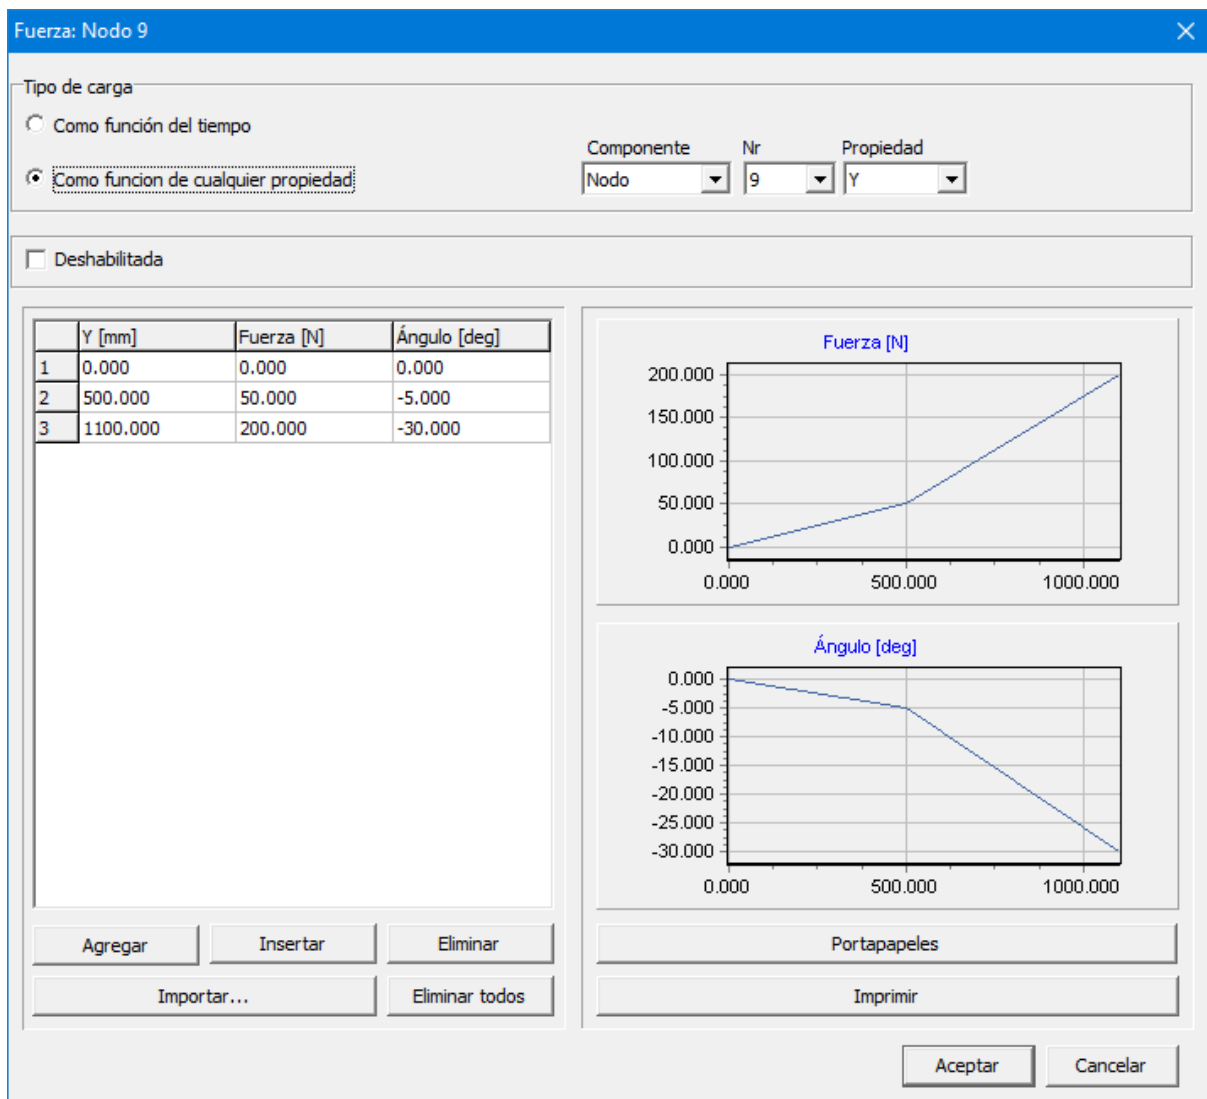 Fuerza: Nodo 9
Tipo de carga
Como función del tiempo
Componente Nr Propiedad
Como funcion de cualquier propiedad Nodo 9 Y
Deshabilitada
Y [mm] Fuerza [N] Ángulo [deg]
1 0.000 0.000 0.000
2 500.000 50.000 -5.000
3 1100.000 200.000 -30.000
Fuerza [N]
200.000
150.000
100.000
50.000
0.000
0.000 500.000 1000.000
Ángulo [deg]
0.000
-5.000
-10.000
-15.000
-20.000
-25.000
-30.000
0.000 500.000 1000.000
Agregar Insertar Eliminar
Importar... Eliminar todos
Portapapeles
Imprimir
Aceptar Cancelar